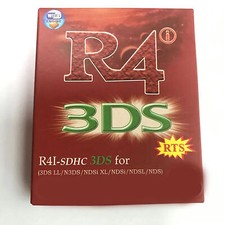 R4
3DS
RTS
R4I-SDHC 3DS for
(3DS LL/N3DS/NDSi XL/NDSi/NDSL/NDS)